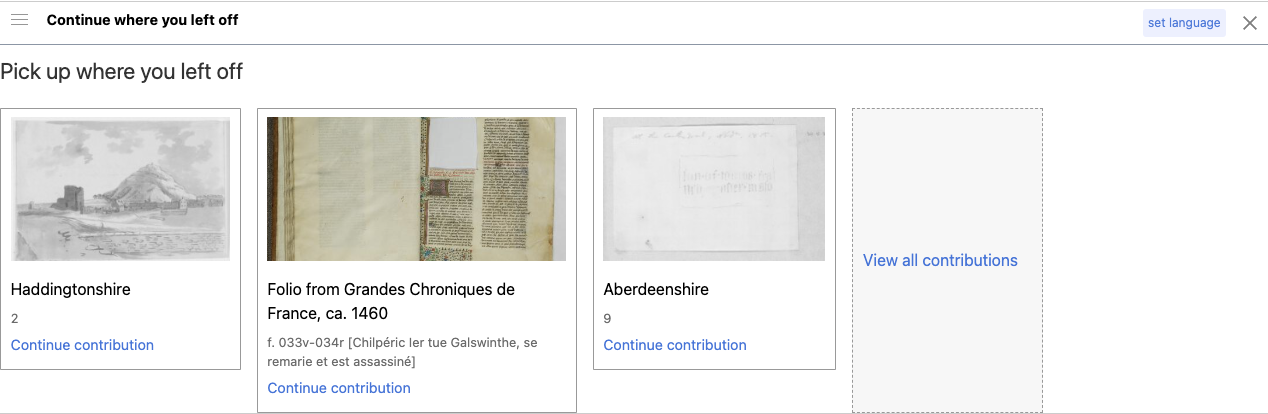 Continue where you left off
set language
Pick up where you left off
Haddingtonshire
2
Continue contribution
Folio from Grandes Chroniques de
France, ca. 1460
f. 033v-034r [Chilpéric Ier tue Galswinthe, se
remarie et est assassiné]
Continue contribution
Aberdeenshire
9
Continue contribution
View all contributions